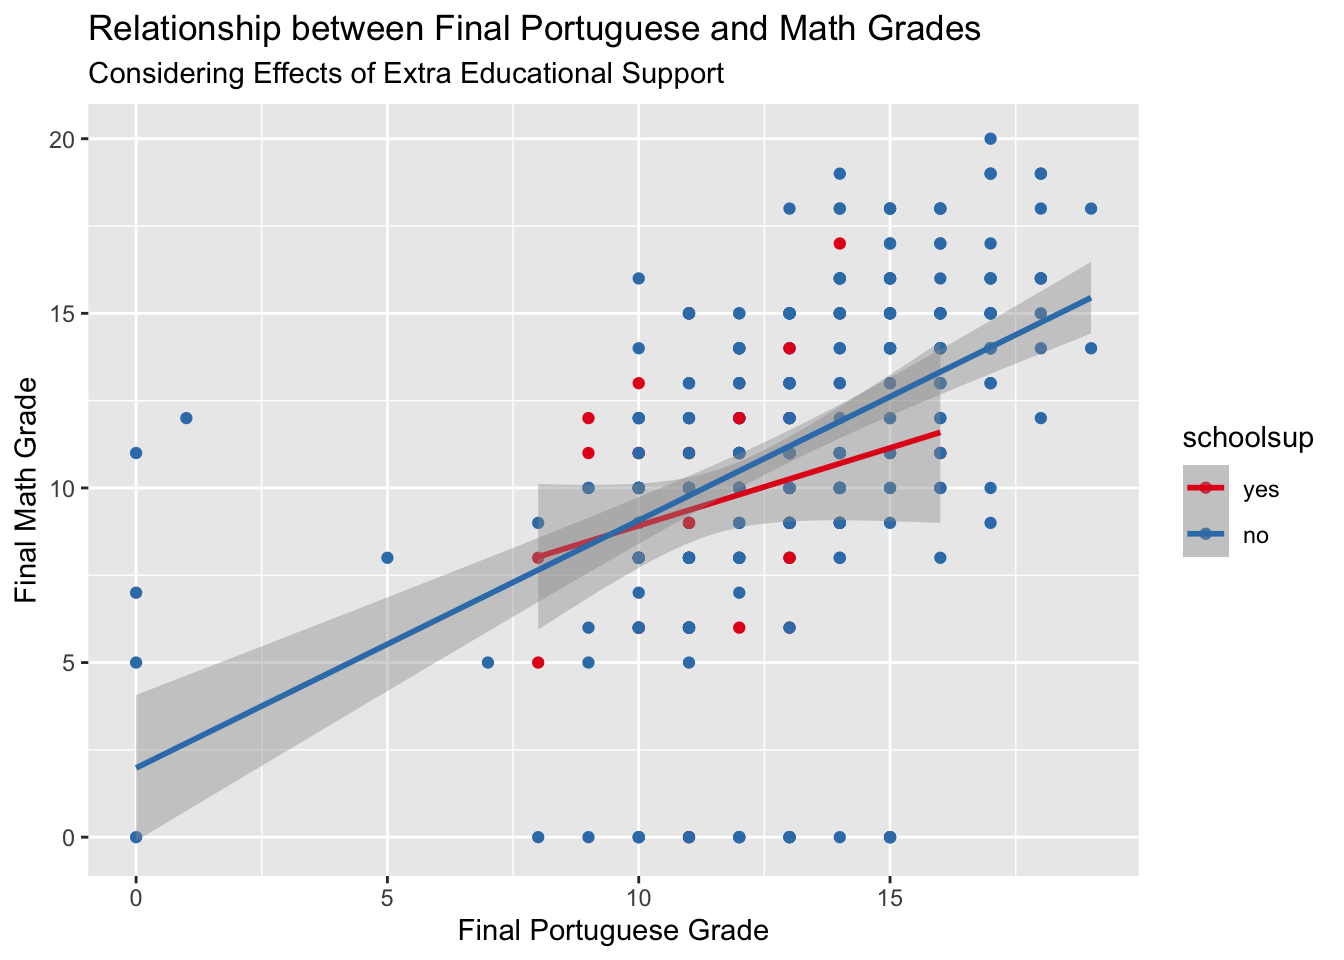 Relationship between Final Portuguese and Math Grades
Considering Effects of Extra Educational Support
20
15
10
5
0
Final Math Grade
0 5 10 15
Final Portuguese Grade
schoolsup
yes
no